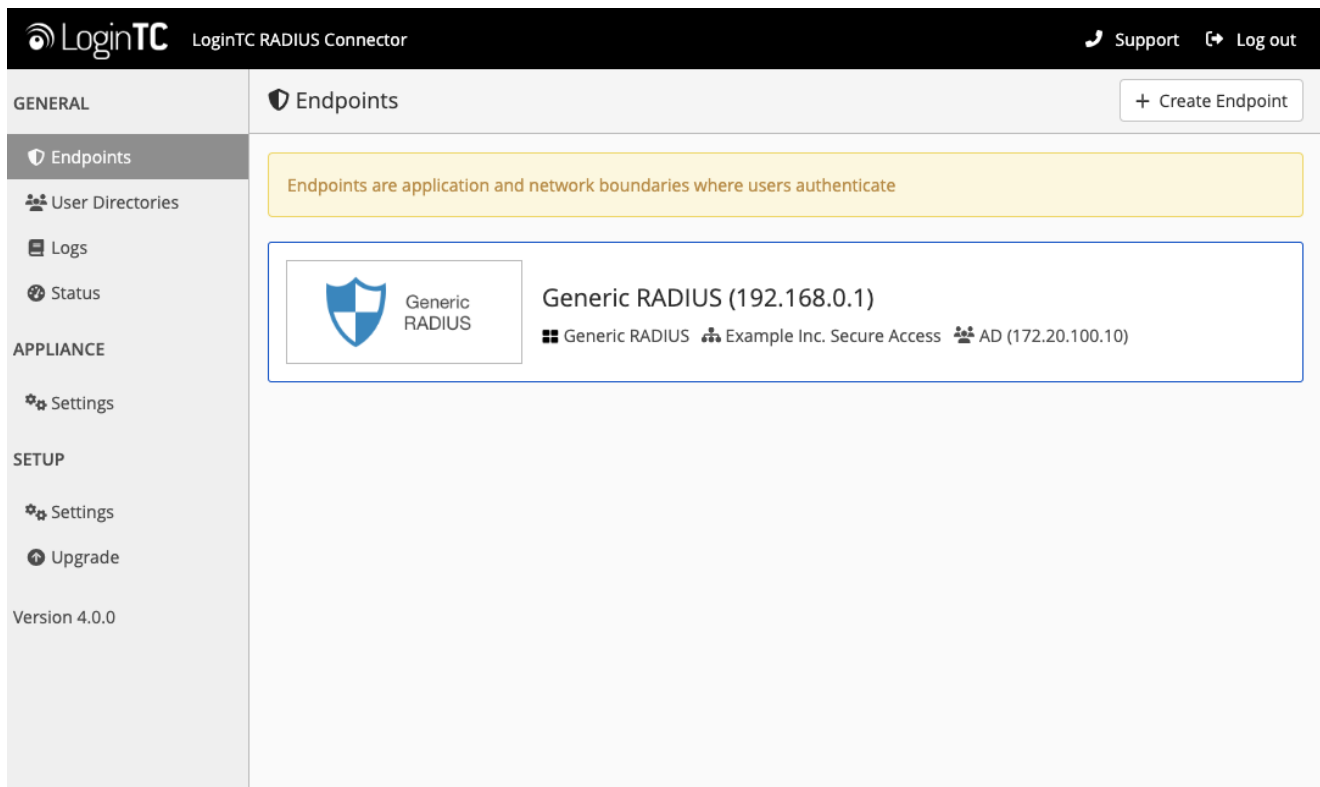 LoginTC LoginTC RADIUS Connector Support Log out
GENERAL
Endpoints
User Directories
Logs
Status
APPLIANCE
Settings
SETUP
Settings
Upgrade
Version 4.0.0
Endpoints + Create Endpoint
Endpoints are application and network boundaries where users authenticate
Generic
RADIUS
Generic RADIUS (192.168.0.1)
Generic RADIUS Example Inc. Secure Access AD (172.20.100.10)